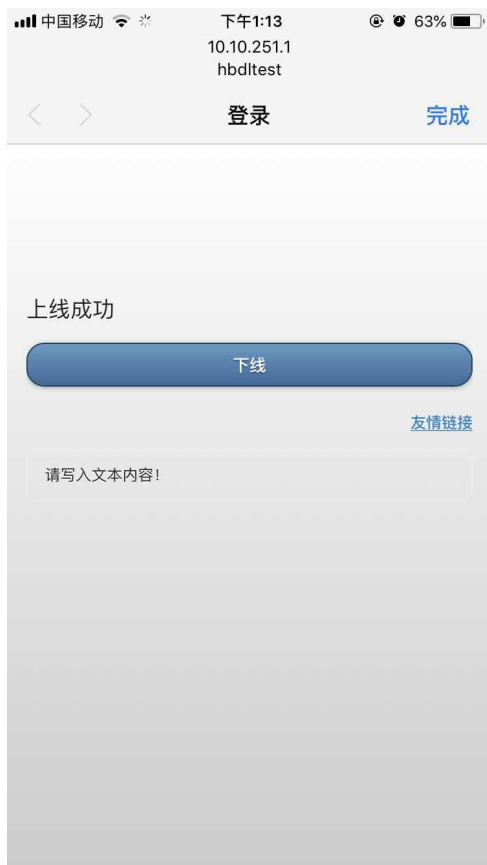 中国移动 下午1:13 63%
10.10.251.1
hbdltest
登录 完成
上线成功
下线
友情链接
请写入文本内容!